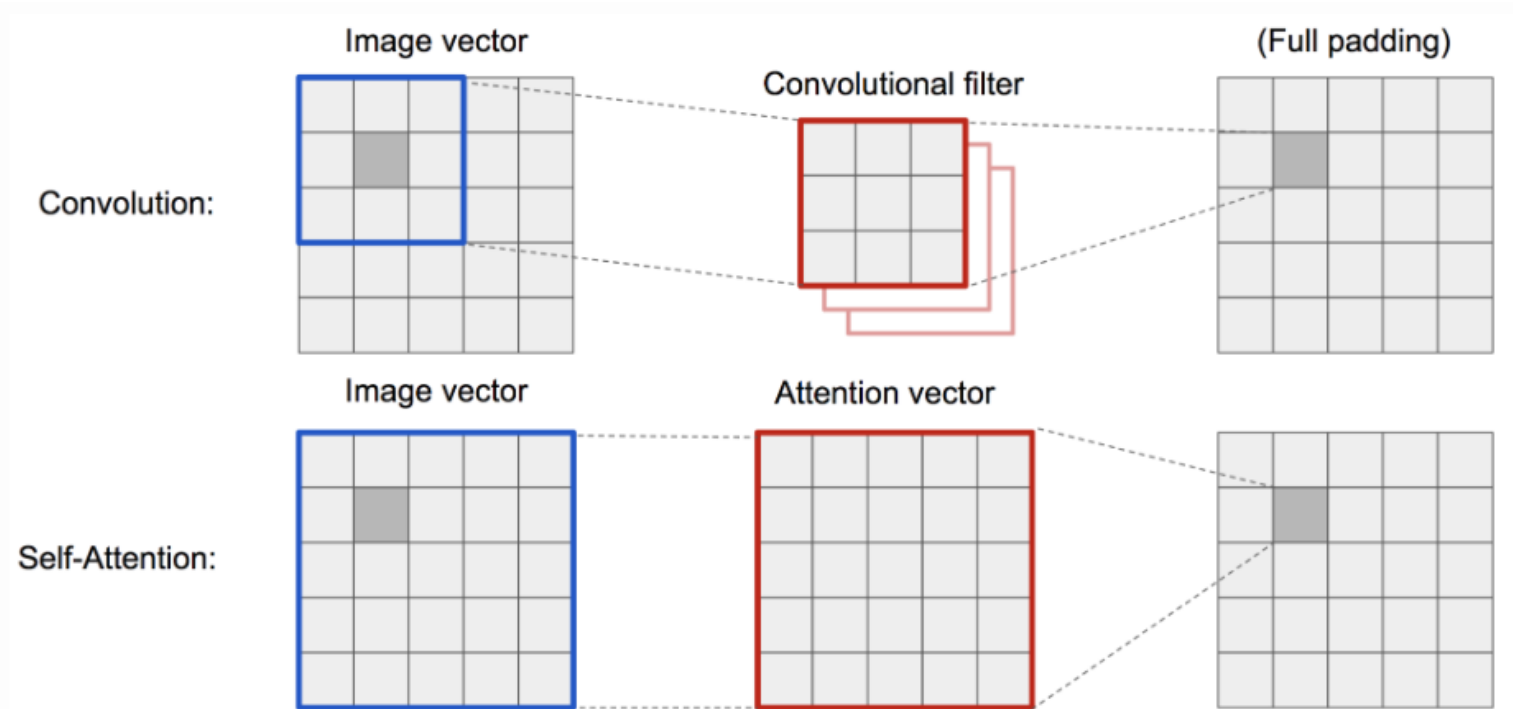 Image vector
(Full padding)
Convolutional filter
Convolution:
Image vector
Attention vector
Self-Attention: